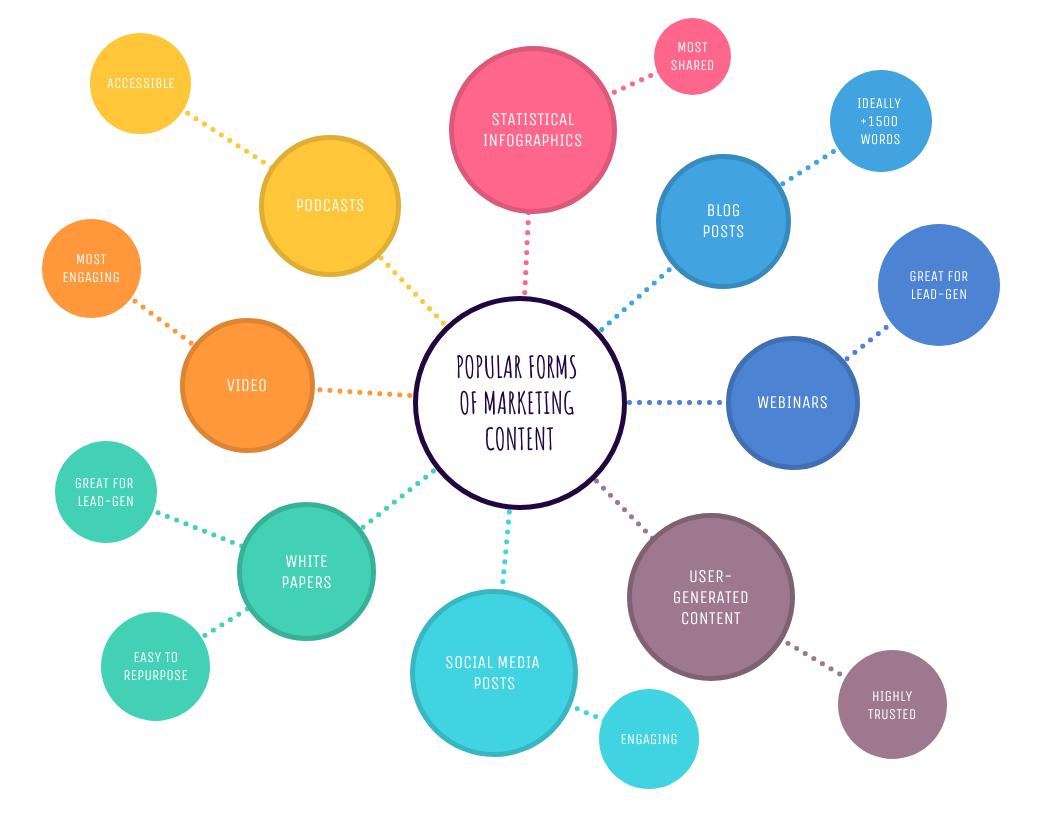 POPULAR FORMS
OF MARKETING
CONTENT
STATISTICAL
INFOGRAPHICS
MOST
SHARED
BLOG
POSTS
IDEALLY
+1500
WORDS
WEBINARS
GREAT FOR
LEAD-GEN
USER-
GENERATED
CONTENT
HIGHLY
TRUSTED
SOCIAL MEDIA
POSTS
ENGAGING
WHITE
PAPERS
EASY TO
REPURPOSE
GREAT FOR
LEAD-GEN
VIDEO
MOST
ENGAGING
PODCASTS
ACCESSIBLE